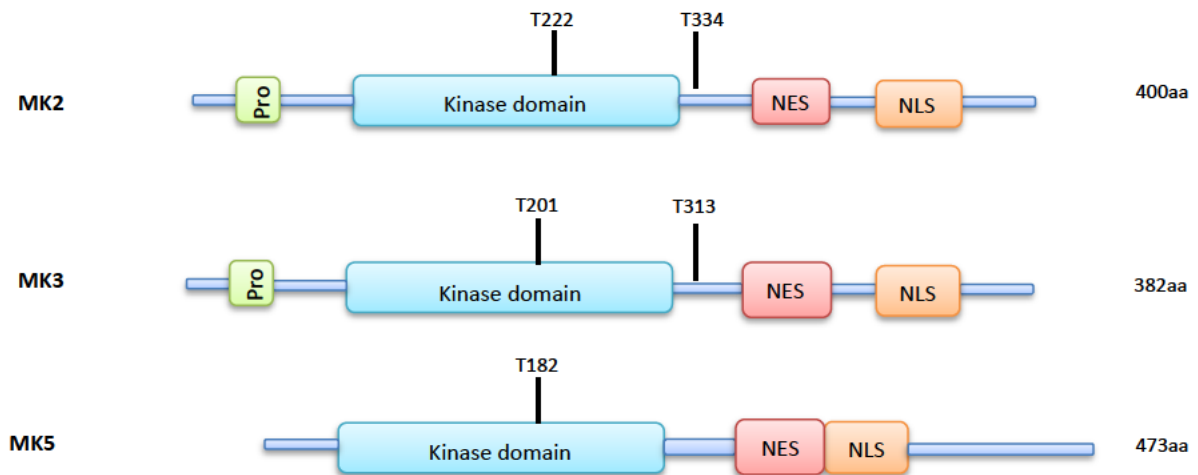 T222 T334
MK2 Pro Kinase domain NES NLS 400aa
T201 T313
MK3 Pro Kinase domain NES NLS 382aa
T182
MK5 Kinase domain NES NLS 473aa